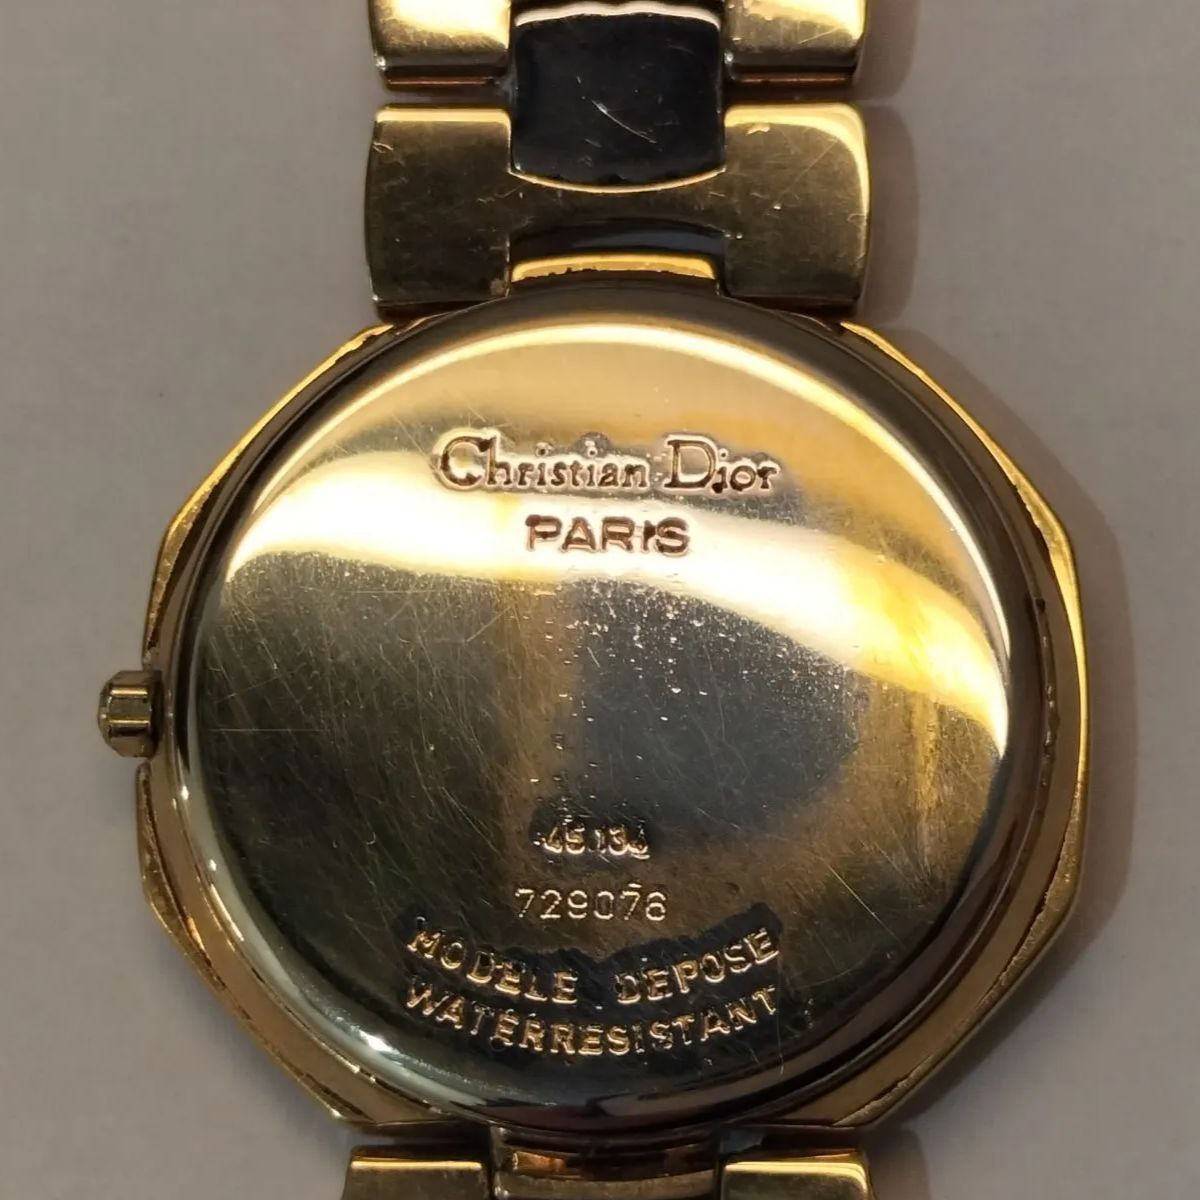 Christian Dior
PARIS
45 134
729076
MODELE DEPOSE
WATERRESISTANT